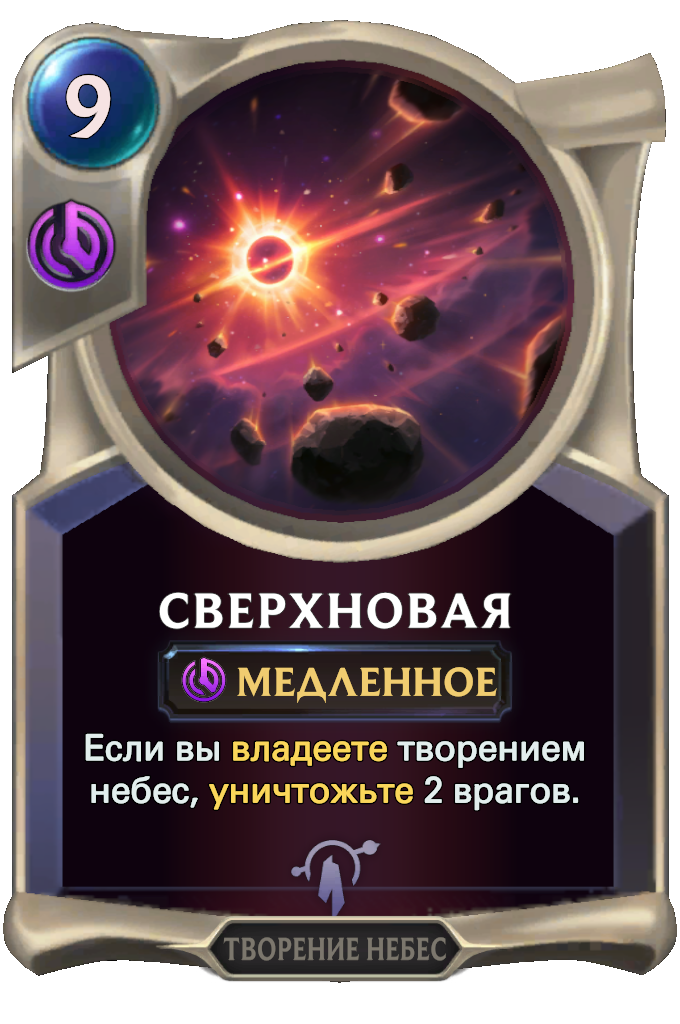 9
СВЕРХНОВАЯ
МЕДЛЕННОЕ
Если вы владеете творением
небес, уничтожьте 2 врагов.
ТВОРЕНИЕ НЕБЕС